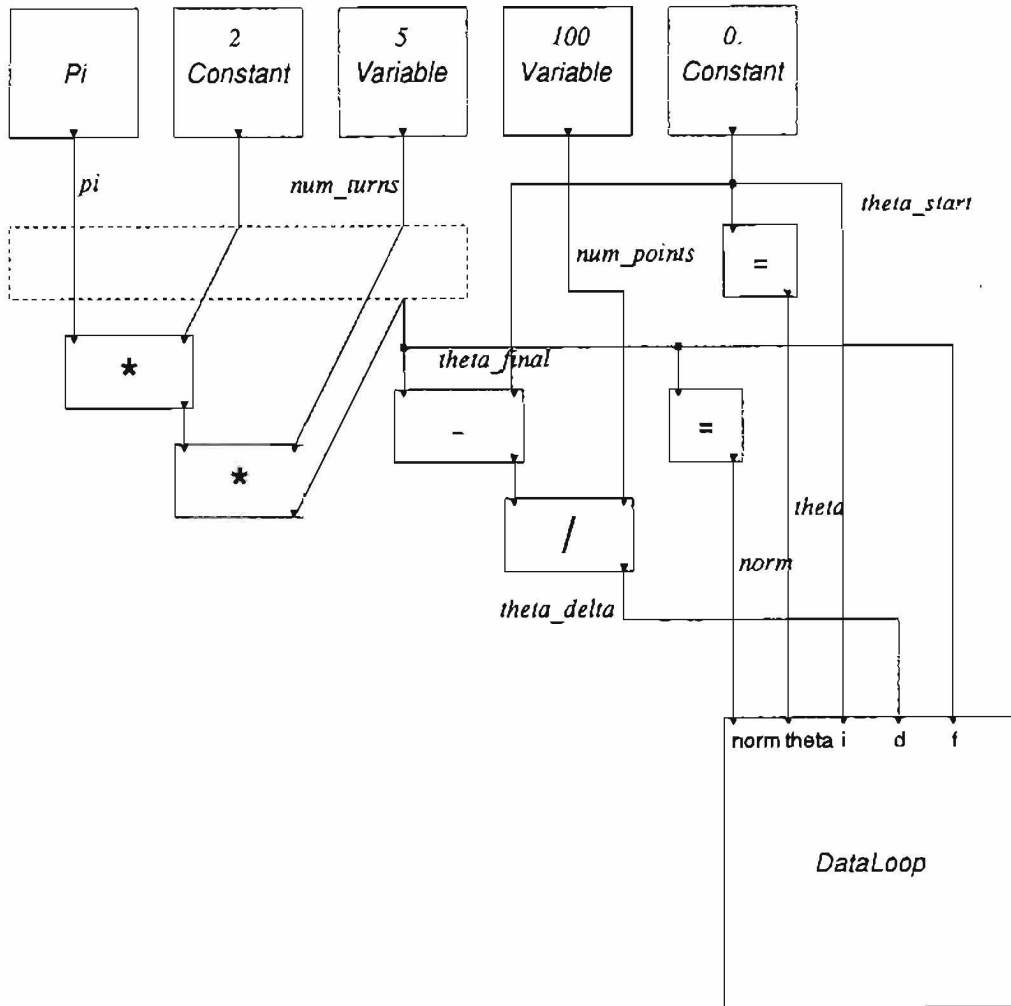 2
5
100
0.
Pi
Constant
Variable
Variable
Constant
pi
num_turns
theta_start
num_points
=
theta_final
*
-
=
*
/
theta
norm
theta_delta
norm theta i d f
DataLoop